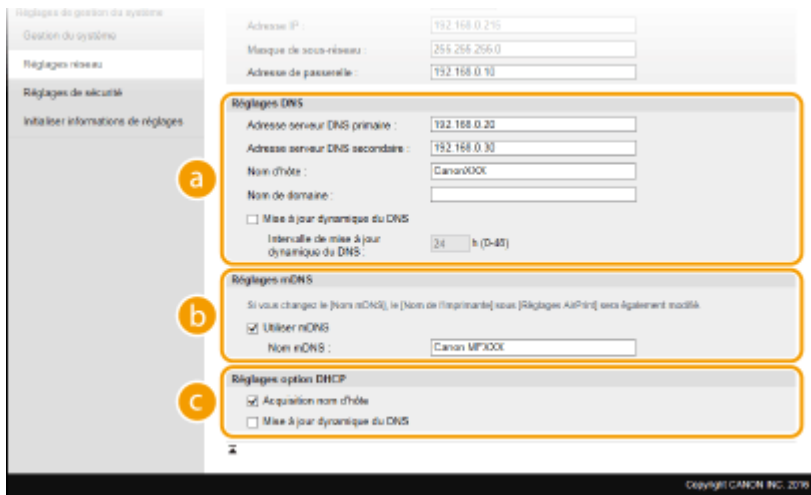 Réglages de gestion du système
Gestion du système
Réglages réseau
Réglages de sécurité
Initialiser informations de réglages
Adresse IP : 192.168.0.215
Masque de sous-réseau : 255.255.255.0
Adresse de passerelle : 192.168.0.10
Réglages DNS
Adresse serveur DNS primaire : 192.168.0.20
Adresse serveur DNS secondaire : 192.168.0.30
Nom d'hôte : CanonXXX
Nom de domaine :
Mise à jour dynamique du DNS
Intervalle de mise à jour
dynamique du DNS : 24 h (0-48)
a
Réglages mDNS
Si vous changez le [Nom mDNS], le [Nom de l'imprimante] sous [Réglages AirPrint] sera également modifié.
Utiliser mDNS
Nom mDNS : Canon MFXXX
b
Réglages option DHCP
Acquisition nom d'hôte
Mise à jour dynamique du DNS
c
Copyright CANON INC. 2016